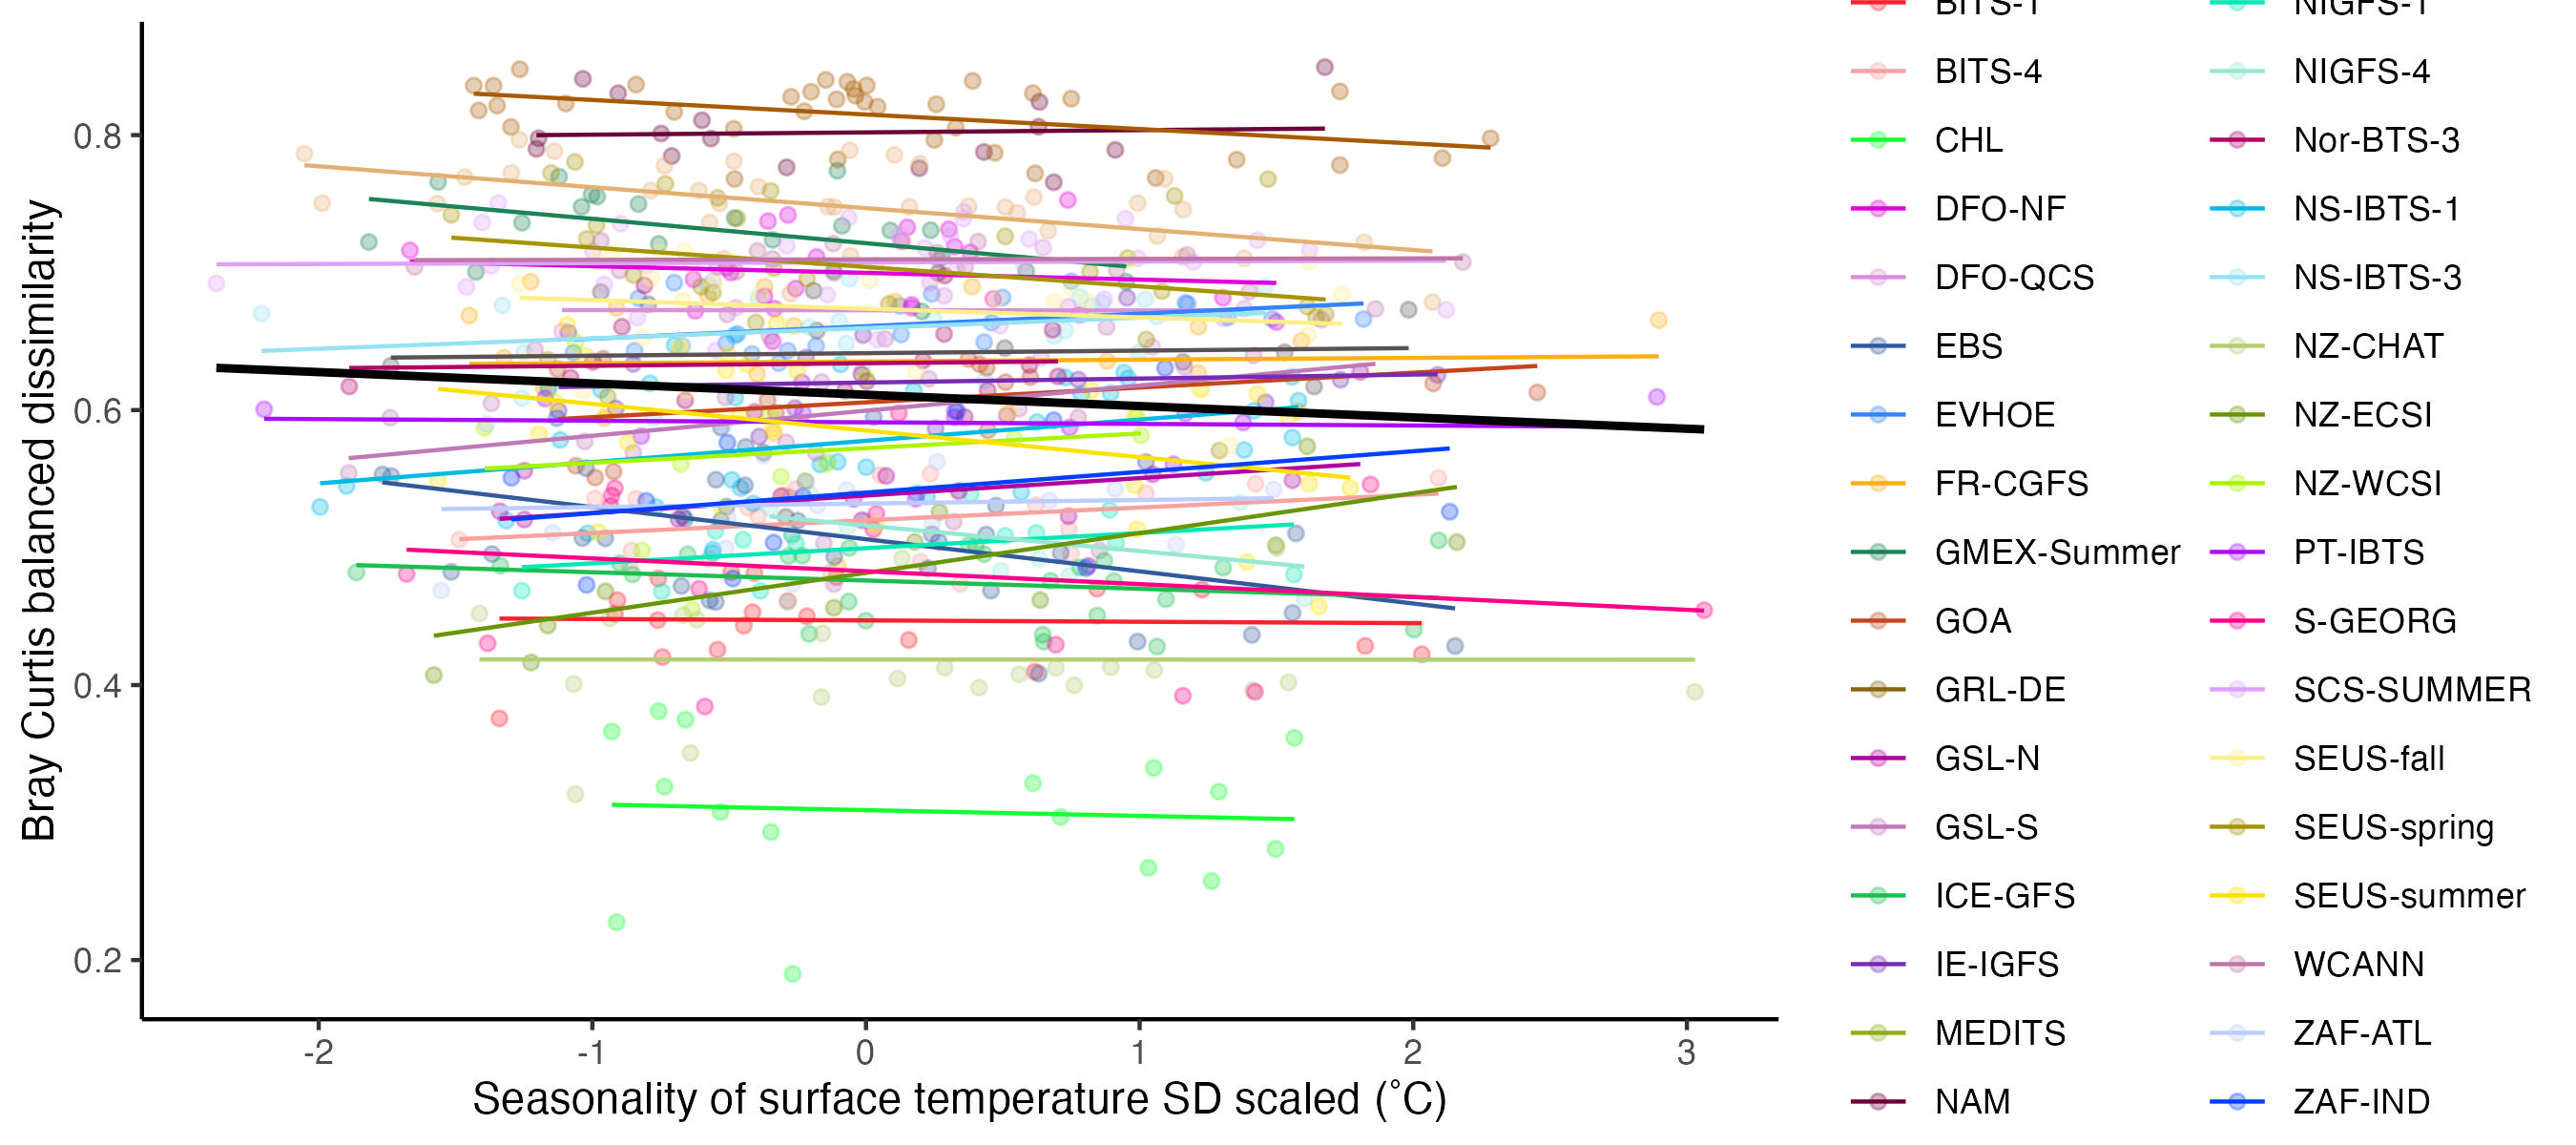 BITS-1 NIGFS-1
BITS-4 NIGFS-4
CHL Nor-BTS-3
DFO-NF NS-IBTS-1
DFO-QCS NS-IBTS-3
EBS NZ-CHAT
EVHOE NZ-ECSI
FR-CGFS NZ-WCSI
GMEX-Summer PT-IBTS
GOA S-GEORG
GRL-DE SCS-SUMMER
GSL-N SEUS-fall
GSL-S SEUS-spring
ICE-GFS SEUS-summer
IE-IGFS WCANN
MEDITS ZAF-ATL
NAM ZAF-IND
Bray Curtis balanced dissimilarity
0.8
0.6
0.4
0.2
-2 -1 0 1 2 3
Seasonality of surface temperature SD scaled (˚C)